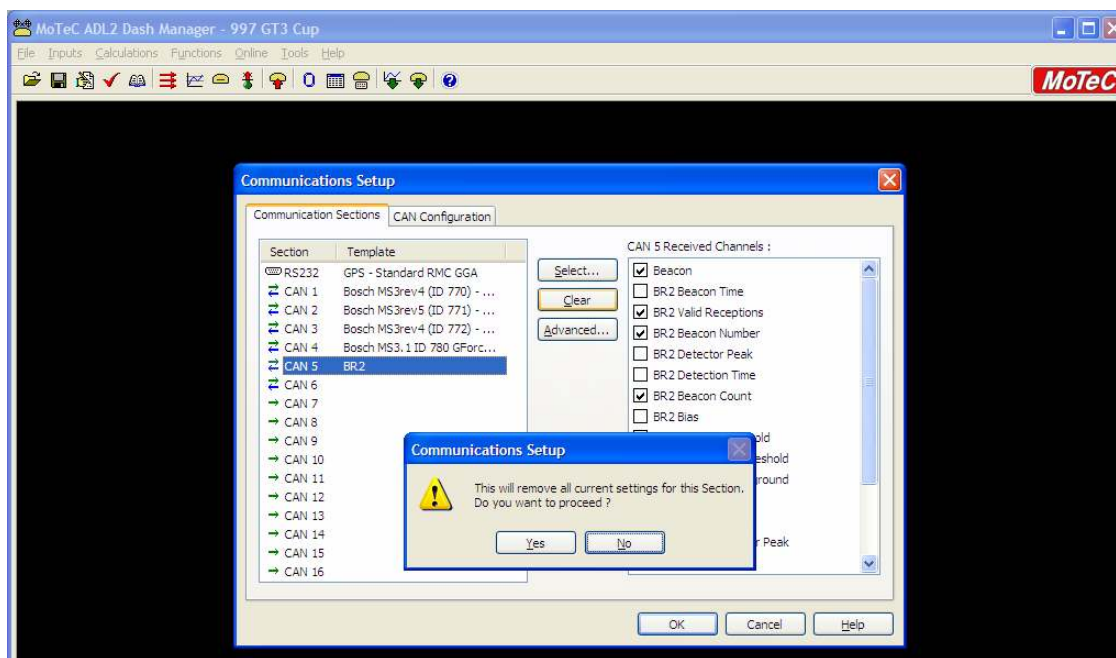 MoTeC ADL2 Dash Manager - 997 GT3 Cup
File Inputs Calculations Functions Online Tools Help
MoTeC
Communications Setup
Communication Sections CAN Configuration
Section Template
RS232 GPS - Standard RMC GGA
CAN 1 Bosch MS3rev4 (ID 770) - ...
CAN 2 Bosch MS3rev5 (ID 771) - ...
CAN 3 Bosch MS3rev4 (ID 772) - ...
CAN 4 Bosch MS3.1 ID 780 GForc...
CAN 5 BR2
CAN 6
CAN 7
CAN 8
CAN 9
CAN 10
CAN 11
CAN 12
CAN 13
CAN 14
CAN 15
CAN 16
Select...
Clear
Advanced...
CAN 5 Received Channels :
Beacon
BR2 Beacon Time
BR2 Valid Receptions
BR2 Beacon Number
BR2 Detector Peak
BR2 Detection Time
BR2 Beacon Count
BR2 Bias
old
eshold
round
r Peak
Communications Setup
This will remove all current settings for this Section.
Do you want to proceed ?
Yes No
OK Cancel Help